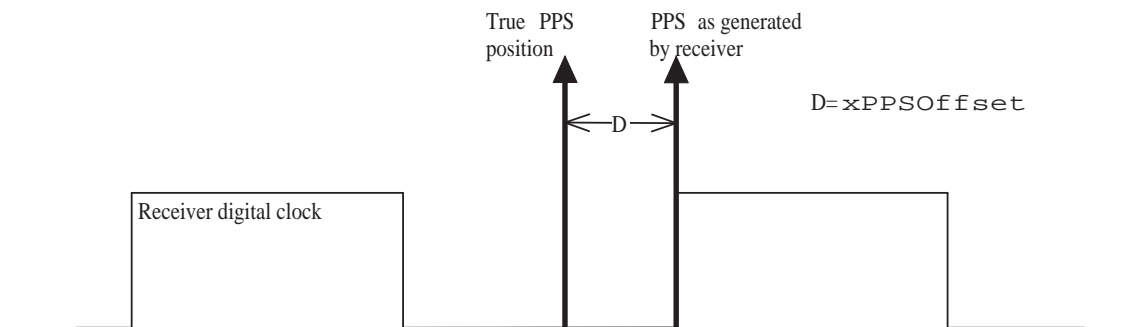 True PPS
position
PPS as generated
by receiver
D=xPPSOffset
D
Receiver digital clock